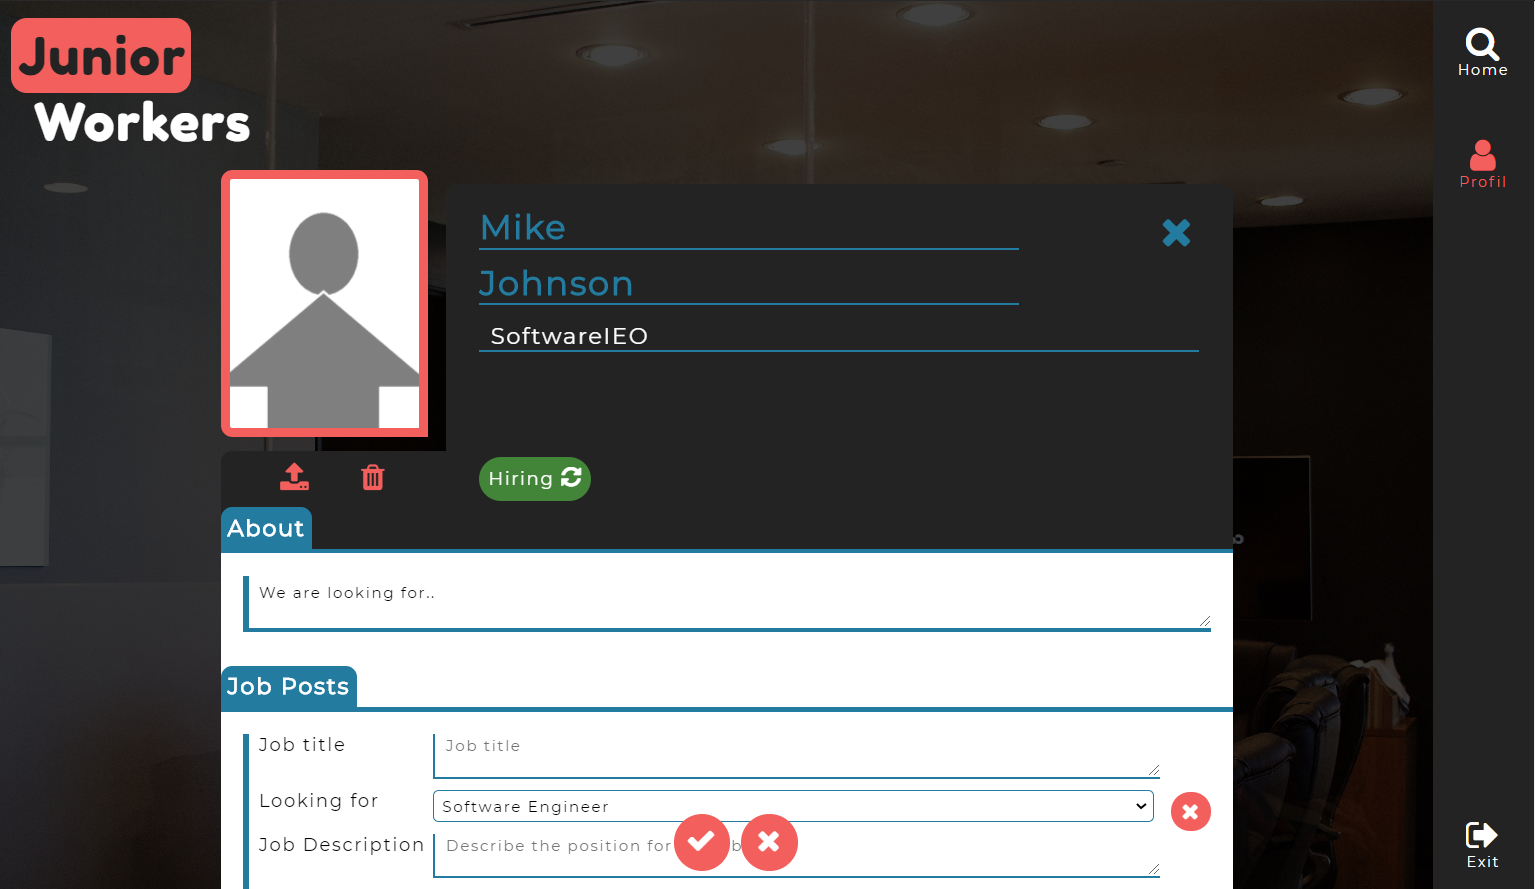 Junior
Workers
Home
Profil
Mike
Johnson
SoftwareIEO
Hiring
About
We are looking for..
Job Posts
Job title
Job title
Looking for
Software Engineer
Job Description
Describe the position for
Exit